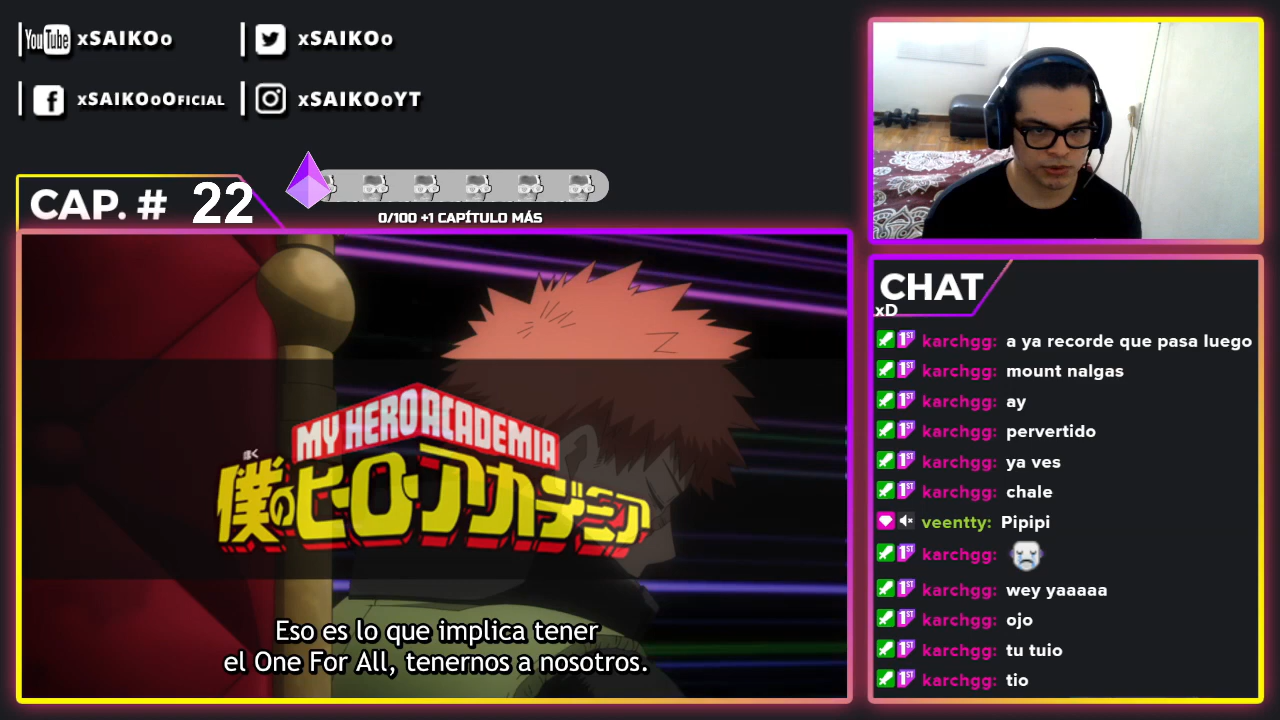 YouTube xSAIKOo
xSAIKOo
xSAIKOoOFICIAL
xSAIKOoYT
CAP. # 22
0/100 +1 CAPÍTULO MÁS
MY HERO ACADEMIA
ぼく
僕のヒーローアカデミア
Eso es lo que implica tener
el One For All, tenernos a nosotros.
CHAT
xD
karchgg: a ya recorde que pasa luego
karchgg: mount nalgas
karchgg: ay
karchgg: pervertido
karchgg: ya ves
karchgg: chale
veentty: Pipipi
karchgg:
karchgg: wey yaaaaa
karchgg: ojo
karchgg: tu tuio
karchgg: tio